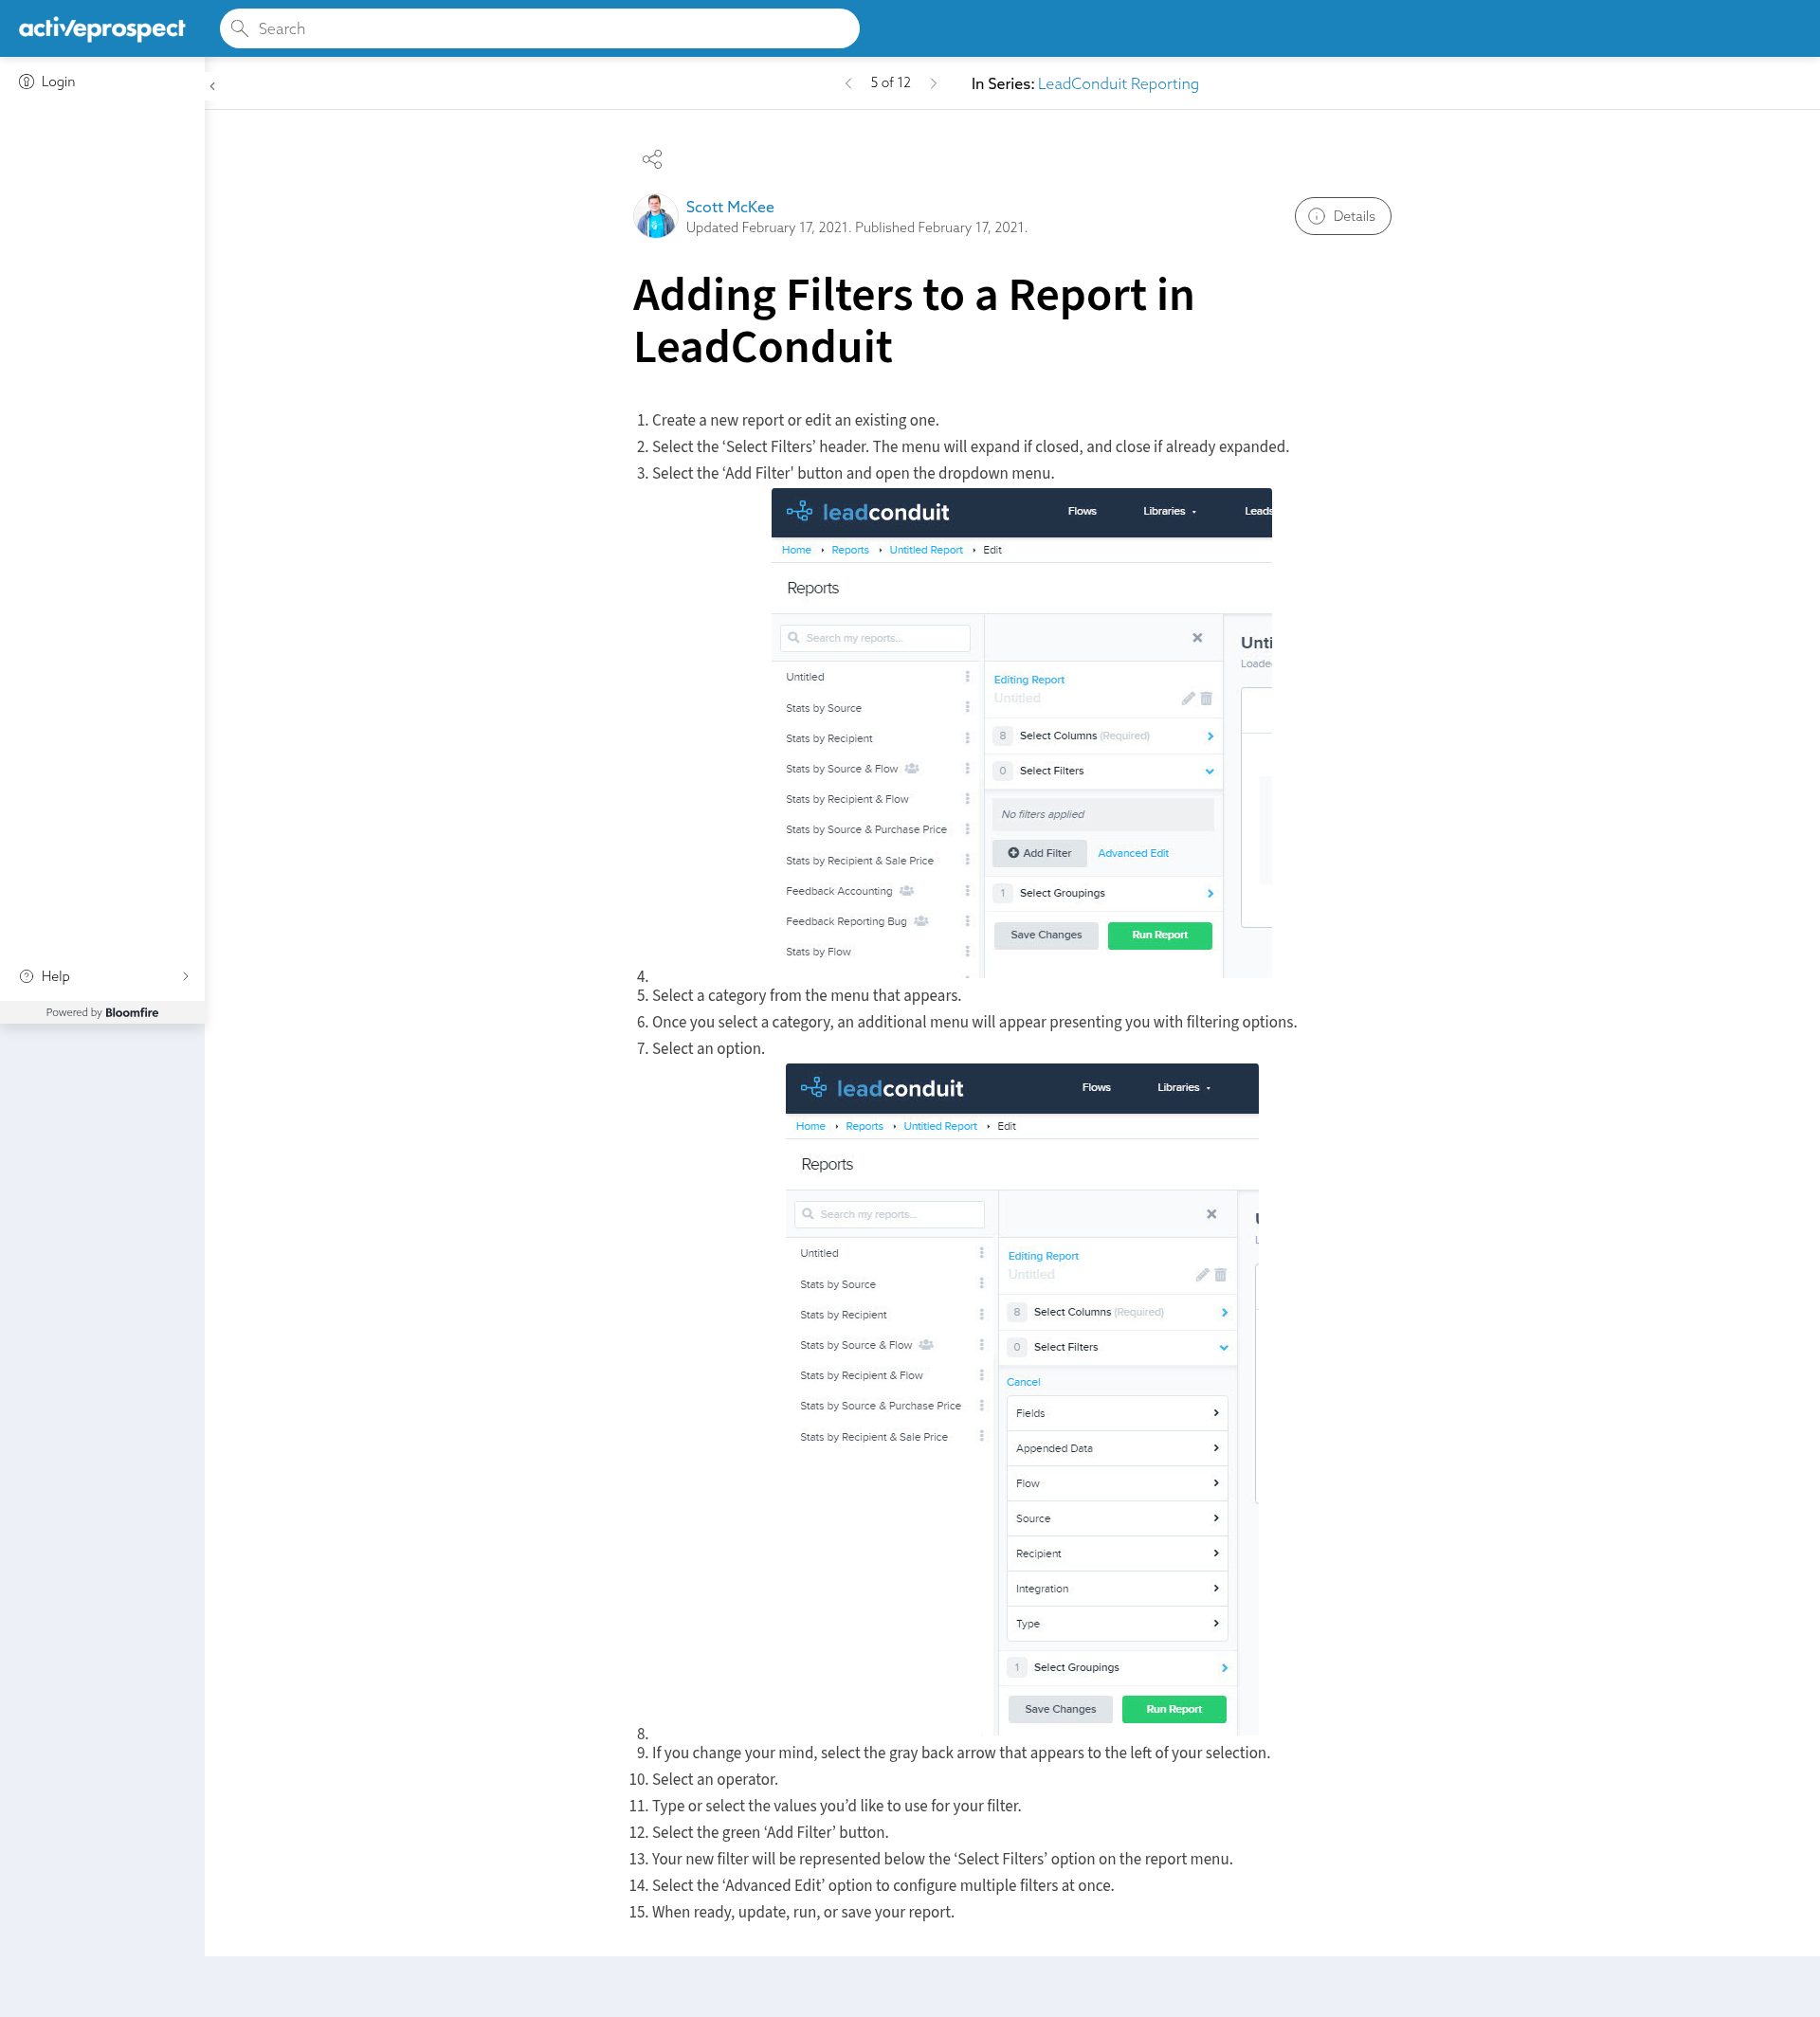 activeprospect
Search
Login
5 of 12
In Series: LeadConduit Reporting
Scott McKee
Updated February 17, 2021. Published February 17, 2021.
Details
Adding Filters to a Report in
LeadConduit
1. Create a new report or edit an existing one.
2. Select the ‘Select Filters’ header. The menu will expand if closed, and close if already expanded.
3. Select the ‘Add Filter' button and open the dropdown menu.
leadconduit
Flows
Libraries
Leads
Home
Reports
Untitled Report
Edit
Reports
Search my reports...
Untitled
Stats by Source
Stats by Recipient
Stats by Source & Flow
Stats by Recipient & Flow
Stats by Source & Purchase Price
Stats by Recipient & Sale Price
Feedback Accounting
Feedback Reporting Bug
Stats by Flow
Editing Report
Untitled
8 Select Columns (Required)
0 Select Filters
No filters applied
Add Filter
Advanced Edit
1 Select Groupings
Save Changes
Run Report
Unti
Loade
4.
5. Select a category from the menu that appears.
6. Once you select a category, an additional menu will appear presenting you with filtering options.
7. Select an option.
leadconduit
Flows
Libraries
Home
Reports
Untitled Report
Edit
Reports
Search my reports...
Untitled
Stats by Source
Stats by Recipient
Stats by Source & Flow
Stats by Recipient & Flow
Stats by Source & Purchase Price
Stats by Recipient & Sale Price
Editing Report
Untitled
8 Select Columns (Required)
0 Select Filters
Cancel
Fields
Appended Data
Flow
Source
Recipient
Integration
Type
1 Select Groupings
Save Changes
Run Report
8.
9. If you change your mind, select the gray back arrow that appears to the left of your selection.
10. Select an operator.
11. Type or select the values you’d like to use for your filter.
12. Select the green ‘Add Filter’ button.
13. Your new filter will be represented below the ‘Select Filters’ option on the report menu.
14. Select the ‘Advanced Edit’ option to configure multiple filters at once.
15. When ready, update, run, or save your report.
Help
Powered by Bloomfire